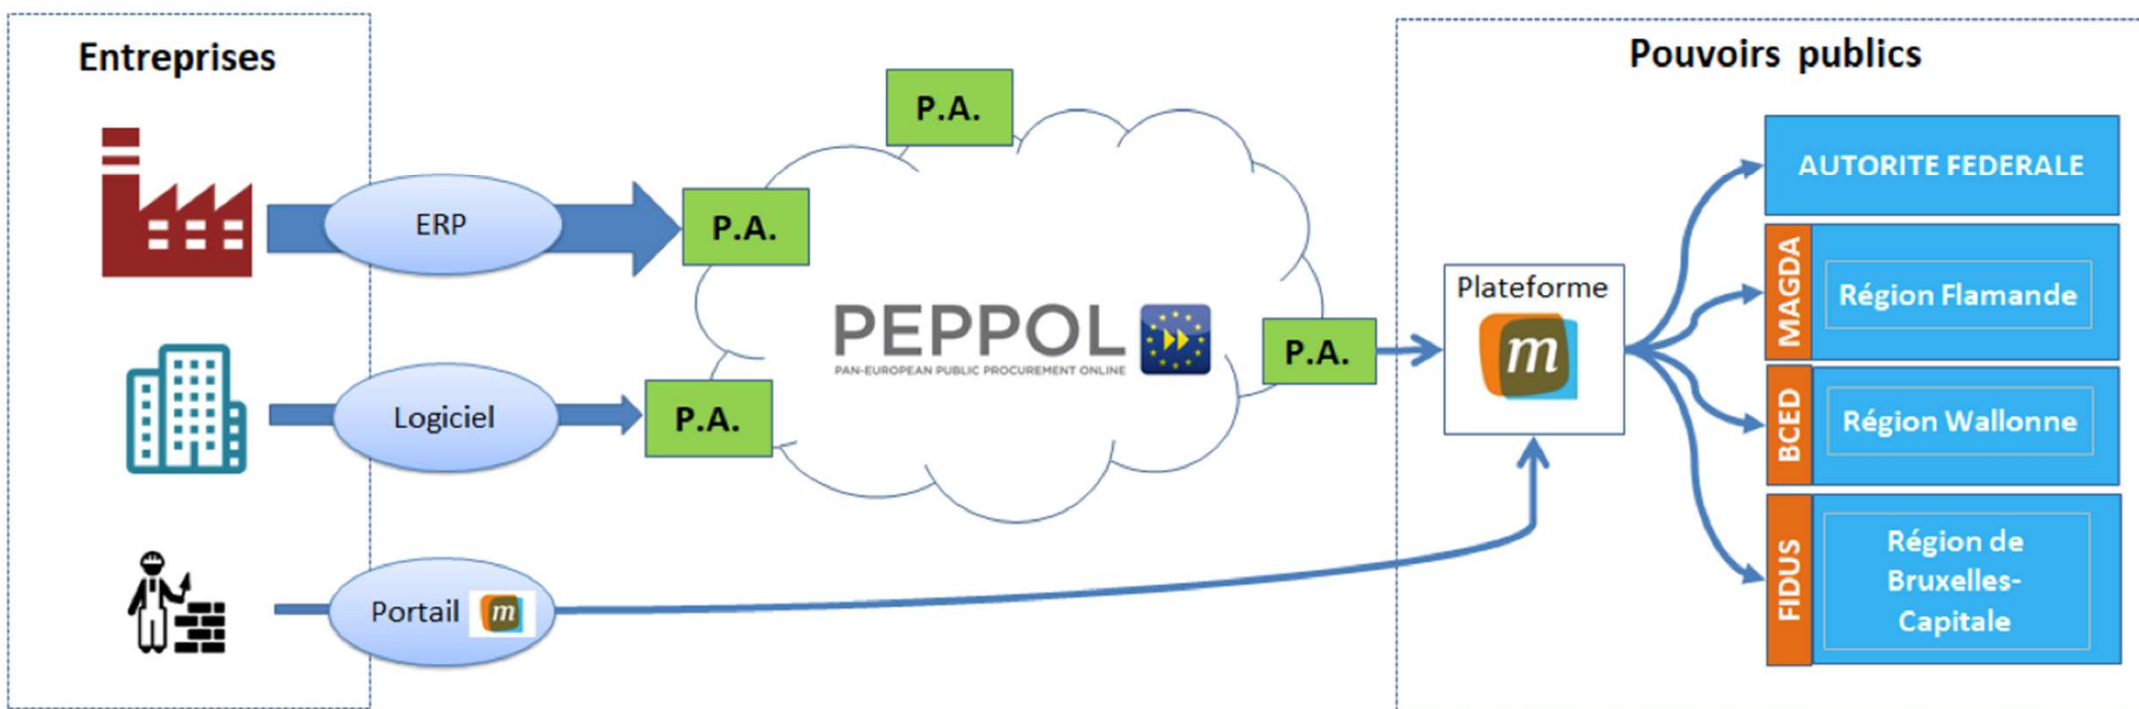 Entreprises
ERP
Logiciel
Portail m
P.A.
P.A.
P.A.
PEPPOL
PAN-EUROPEAN PUBLIC PROCUREMENT ONLINE
P.A.
Pouvoirs publics
Plateforme
m
AUTORITE FEDERALE
MAGDA
Région Flamande
BCED
Région Wallonne
FIDUS
Région de
Bruxelles-
Capitale